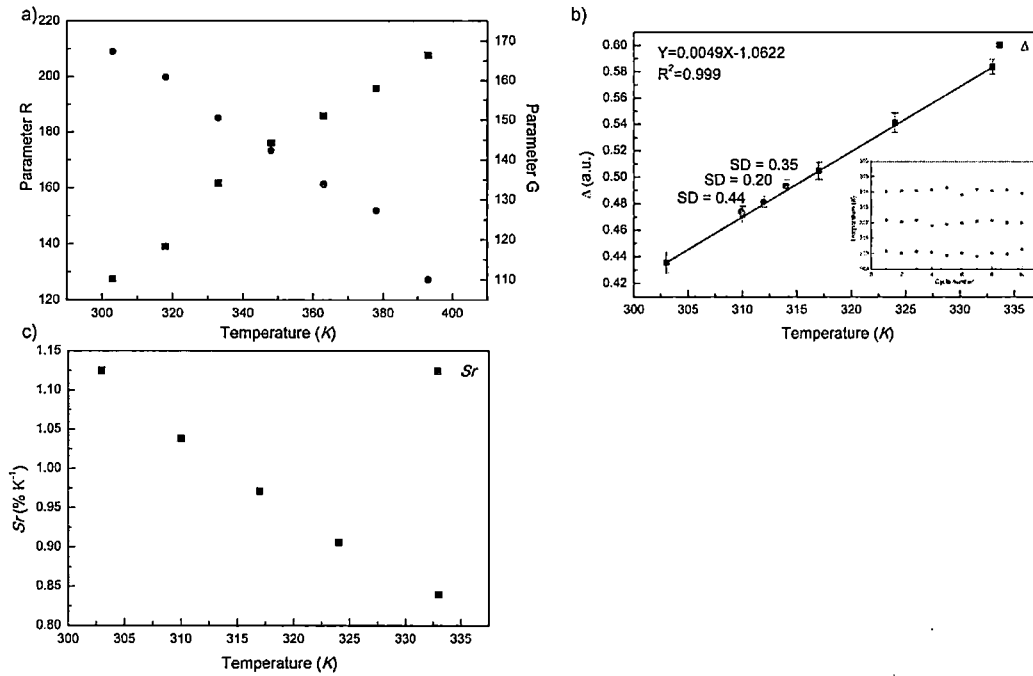 a)
220
200
180
160
140
120
Parameter R
170
160
150
140
130
120
110
Parameter G
300
320
340
360
380
400
Temperature (K)
b)
Y=0.0049X-1.0622
R²=0.999
Δ
0.60
0.58
0.56
0.54
0.52
0.50
0.48
0.46
0.44
0.42
Δ (a.u.)
SD = 0.35
SD = 0.20
SD = 0.44
Cycle number
300
305
310
315
320
325
330
335
Temperature (K)
c)
Sr
1.15
1.10
1.05
1.00
0.95
0.90
0.85
0.80
Sr (% K⁻¹)
300
305
310
315
320
325
330
335
Temperature (K)